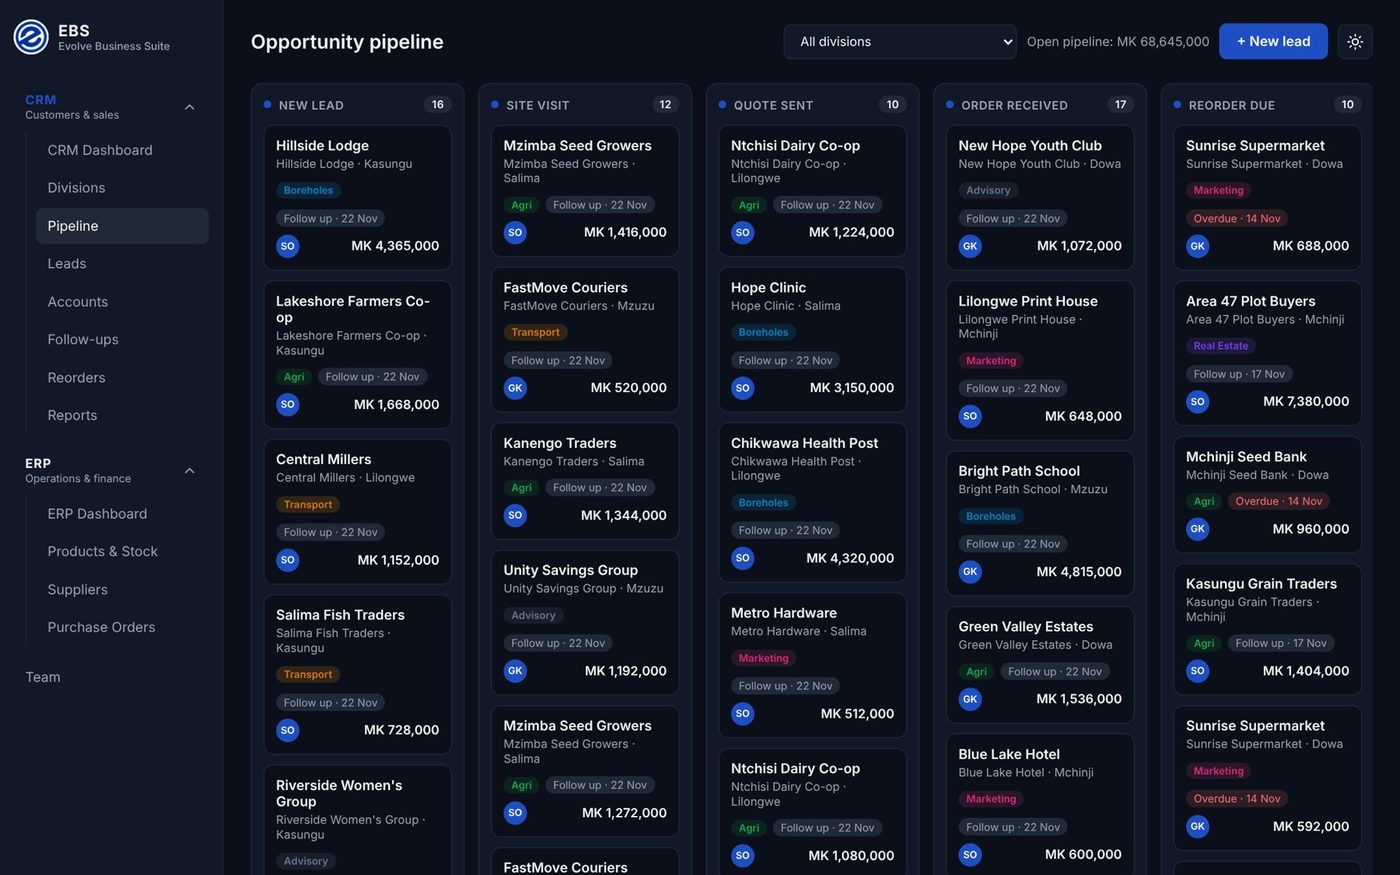 EBS
Evolve Business Suite
CRM
Customers & sales
CRM Dashboard
Divisions
Pipeline
Leads
Accounts
Follow-ups
Reorders
Reports
ERP
Operations & finance
ERP Dashboard
Products & Stock
Suppliers
Purchase Orders
Team
Opportunity pipeline
All divisions
Open pipeline: MK 68,645,000
+ New lead
NEW LEAD 16
Hillside Lodge
Hillside Lodge · Kasungu
Boreholes
Follow up · 22 Nov
SO MK 4,365,000
Lakeshore Farmers Co-
op
Lakeshore Farmers Co-op ·
Kasungu
Agri Follow up · 22 Nov
SO MK 1,668,000
Central Millers
Central Millers · Lilongwe
Transport
Follow up · 22 Nov
SO MK 1,152,000
Salima Fish Traders
Salima Fish Traders ·
Kasungu
Transport
Follow up · 22 Nov
SO MK 728,000
Riverside Women's
Group
Riverside Women's Group ·
Kasungu
Advisory
SITE VISIT 12
Mzimba Seed Growers
Mzimba Seed Growers ·
Salima
Agri Follow up · 22 Nov
SO MK 1,416,000
FastMove Couriers
FastMove Couriers · Mzuzu
Transport
Follow up · 22 Nov
GK MK 520,000
Kanengo Traders
Kanengo Traders · Salima
Agri Follow up · 22 Nov
SO MK 1,344,000
Unity Savings Group
Unity Savings Group · Mzuzu
Advisory
Follow up · 22 Nov
GK MK 1,192,000
Mzimba Seed Growers
Mzimba Seed Growers ·
Salima
Agri Follow up · 22 Nov
SO MK 1,272,000
FastMove Couriers
QUOTE SENT 10
Ntchisi Dairy Co-op
Ntchisi Dairy Co-op ·
Lilongwe
Agri Follow up · 22 Nov
SO MK 1,224,000
Hope Clinic
Hope Clinic · Salima
Boreholes
Follow up · 22 Nov
SO MK 3,150,000
Chikwawa Health Post
Chikwawa Health Post ·
Lilongwe
Boreholes
Follow up · 22 Nov
SO MK 4,320,000
Metro Hardware
Metro Hardware · Salima
Marketing
Follow up · 22 Nov
SO MK 512,000
Ntchisi Dairy Co-op
Ntchisi Dairy Co-op ·
Lilongwe
Agri Follow up · 22 Nov
SO MK 1,080,000
ORDER RECEIVED 17
New Hope Youth Club
New Hope Youth Club · Dowa
Advisory
Follow up · 22 Nov
GK MK 1,072,000
Lilongwe Print House
Lilongwe Print House ·
Mchinji
Marketing
Follow up · 22 Nov
SO MK 648,000
Bright Path School
Bright Path School · Mzuzu
Boreholes
Follow up · 22 Nov
GK MK 4,815,000
Green Valley Estates
Green Valley Estates · Dowa
Agri Follow up · 22 Nov
GK MK 1,536,000
Blue Lake Hotel
Blue Lake Hotel · Mchinji
Marketing
Follow up · 22 Nov
SO MK 600,000
REORDER DUE 10
Sunrise Supermarket
Sunrise Supermarket · Dowa
Marketing
Overdue · 14 Nov
GK MK 688,000
Area 47 Plot Buyers
Area 47 Plot Buyers · Mchinji
Real Estate
Follow up · 17 Nov
SO MK 7,380,000
Mchinji Seed Bank
Mchinji Seed Bank · Dowa
Agri Overdue · 14 Nov
GK MK 960,000
Kasungu Grain Traders
Kasungu Grain Traders ·
Mchinji
Agri Follow up · 17 Nov
SO MK 1,404,000
Sunrise Supermarket
Sunrise Supermarket · Dowa
Marketing
Overdue · 14 Nov
GK MK 592,000